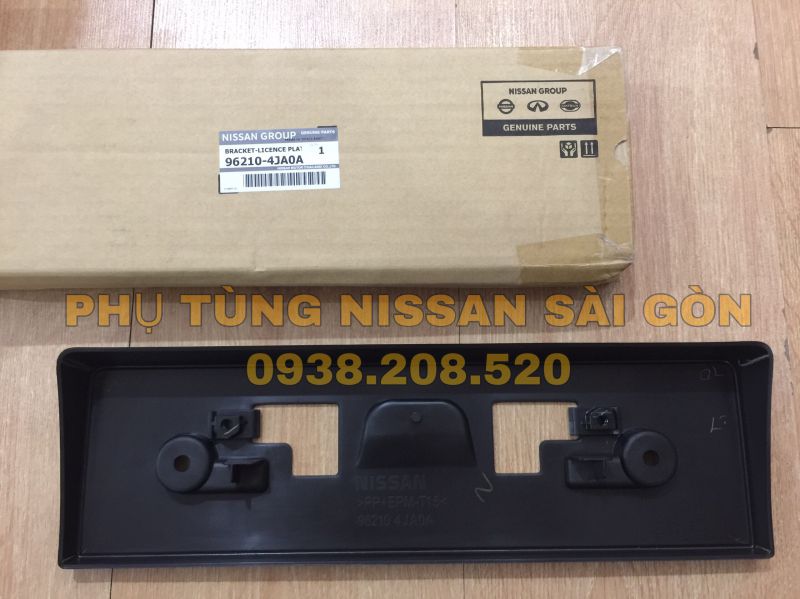 NISSAN GROUP GENUINE PARTS
BRACKET-LICENCE PLAT 1
96210-4JA0A
NISSAN GROUP
GENUINE PARTS
PHỤ TÙNG NISSAN SÀI GÒN
0938.208.520
NISSAN
>PP+EPM-T15<
96210 4JA0A